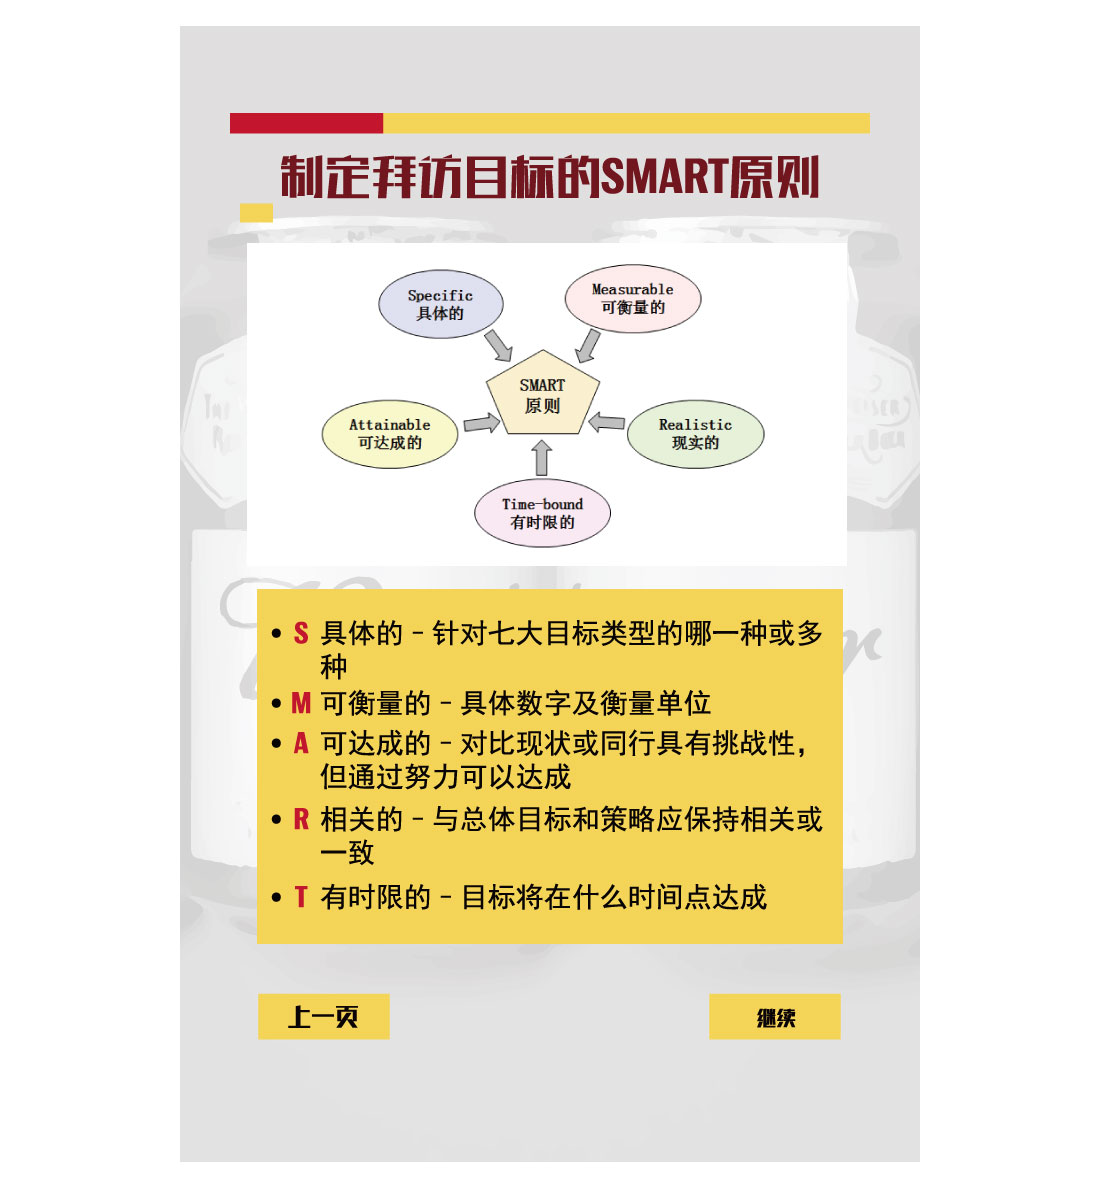 制定拜访目标的SMART原则
Specific
具体的
Measurable
可衡量的
SMART
原则
Attainable
可达成的
Realistic
现实的
Time-bound
有时限的
• S 具体的 - 针对七大目标类型的哪一种或多
种
• M 可衡量的 - 具体数字及衡量单位
• A 可达成的 - 对比现状或同行具有挑战性，
但通过努力可以达成
• R 相关的 - 与总体目标和策略应保持相关或
一致
• T 有时限的 - 目标将在什么时间点达成
上一页
继续